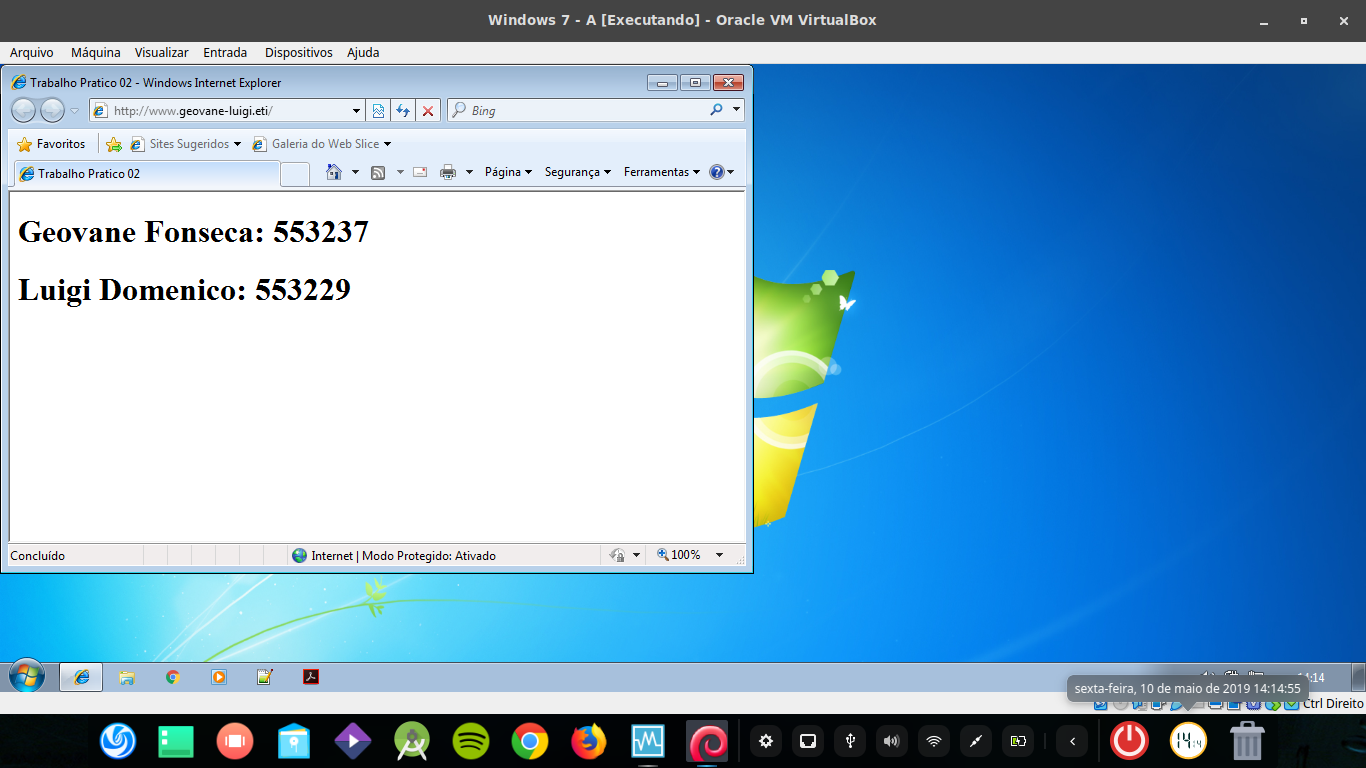 Windows 7 - A [Executando] - Oracle VM VirtualBox
Arquivo Máquina Visualizar Entrada Dispositivos Ajuda
Trabalho Pratico 02 - Windows Internet Explorer
http://www.geovane-luigi.eti/
Bing
Favoritos Sites Sugeridos Galeria do Web Slice
Trabalho Pratico 02
Página Segurança Ferramentas
Geovane Fonseca: 553237
Luigi Domenico: 553229
Concluído
Internet | Modo Protegido: Ativado
100%
14:14
sexta-feira, 10 de maio de 2019 14:14:55
Ctrl Direito
14 14